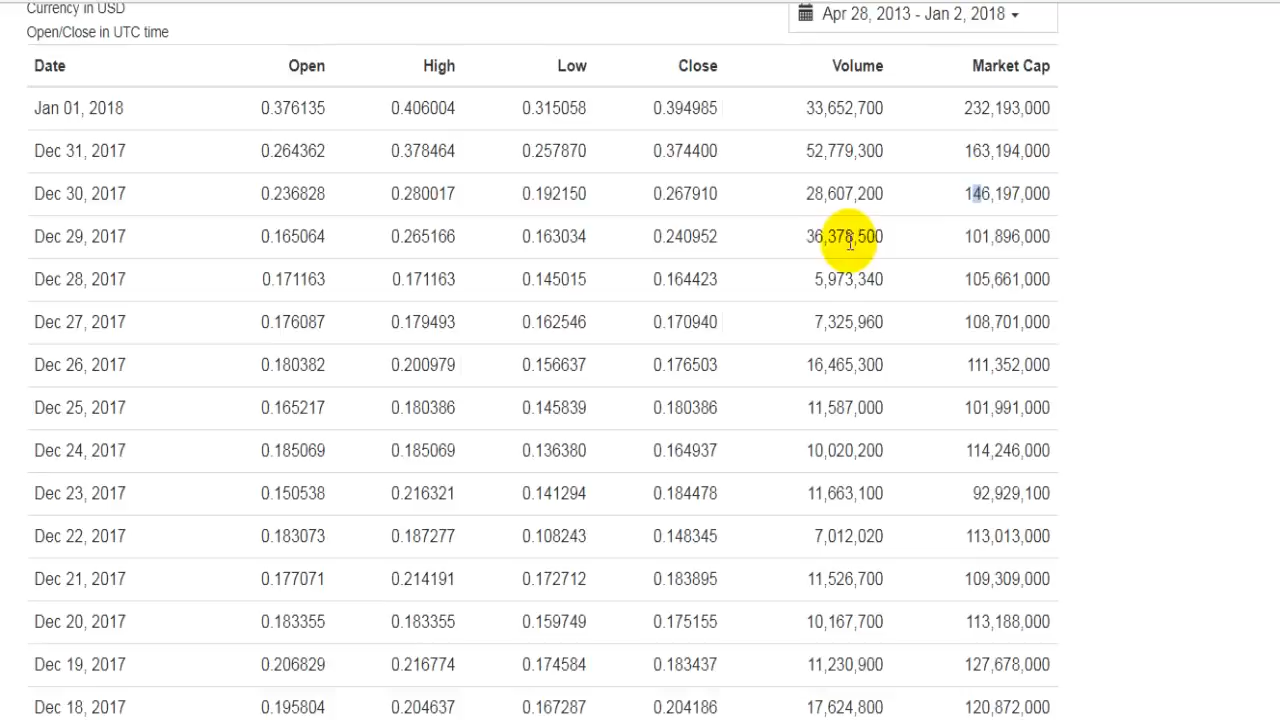 Currency in USD
Apr 28, 2013 - Jan 2, 2018
Open/Close in UTC time
Date Open High Low Close Volume Market Cap
Jan 01, 2018 0.376135 0.406004 0.315058 0.394985 33,652,700 232,193,000
Dec 31, 2017 0.264362 0.378464 0.257870 0.374400 52,779,300 163,194,000
Dec 30, 2017 0.236828 0.280017 0.192150 0.267910 28,607,200 146,197,000
Dec 29, 2017 0.165064 0.265166 0.163034 0.240952 36,378,500 101,896,000
Dec 28, 2017 0.171163 0.171163 0.145015 0.164423 5,973,340 105,661,000
Dec 27, 2017 0.176087 0.179493 0.162546 0.170940 7,325,960 108,701,000
Dec 26, 2017 0.180382 0.200979 0.156637 0.176503 16,465,300 111,352,000
Dec 25, 2017 0.165217 0.180386 0.145839 0.180386 11,587,000 101,991,000
Dec 24, 2017 0.185069 0.185069 0.136380 0.164937 10,020,200 114,246,000
Dec 23, 2017 0.150538 0.216321 0.141294 0.184478 11,663,100 92,929,100
Dec 22, 2017 0.183073 0.187277 0.108243 0.148345 7,012,020 113,013,000
Dec 21, 2017 0.177071 0.214191 0.172712 0.183895 11,526,700 109,309,000
Dec 20, 2017 0.183355 0.183355 0.159749 0.175155 10,167,700 113,188,000
Dec 19, 2017 0.206829 0.216774 0.174584 0.183437 11,230,900 127,678,000
Dec 18, 2017 0.195804 0.204637 0.167287 0.204186 17,624,800 120,872,000